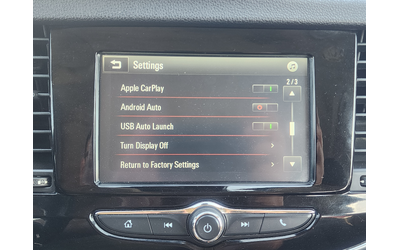 Settings
2/3
Apple CarPlay
Android Auto
USB Auto Launch
Turn Display Off
Return to Factory Settings